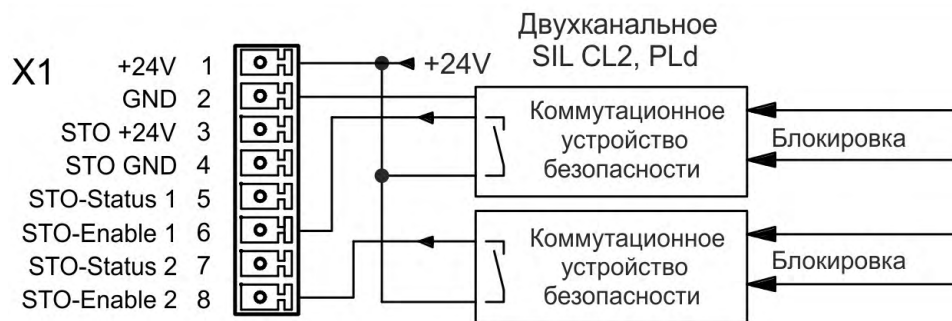 Двухканальное
SIL CL2, PLd
X1
+24V 1
+24V
GND 2
STO +24V 3
STO GND 4
STO-Status 1 5
STO-Enable 1 6
STO-Status 2 7
STO-Enable 2 8
Коммутационное
устройство
безопасности
Блокировка
Коммутационное
устройство
безопасности
Блокировка